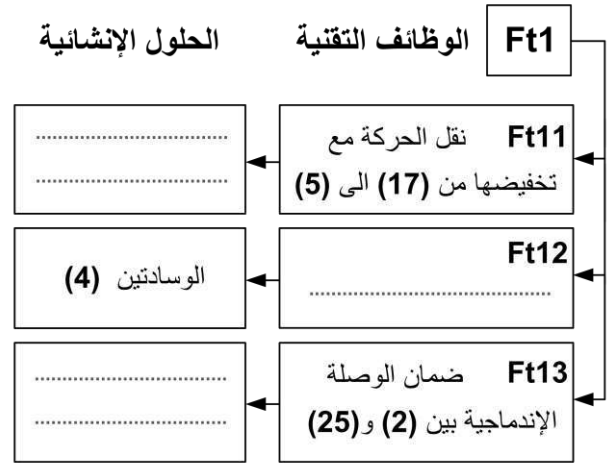 Ft1 الوظائف التقنية الحلول الإنشائية
Ft11 نقل الحركة مع
تخفيضها من (17) الى (5)
Ft12
الوسادتين (4)
Ft13 ضمان الوصلة
الإندماجية بين (2) و(25)